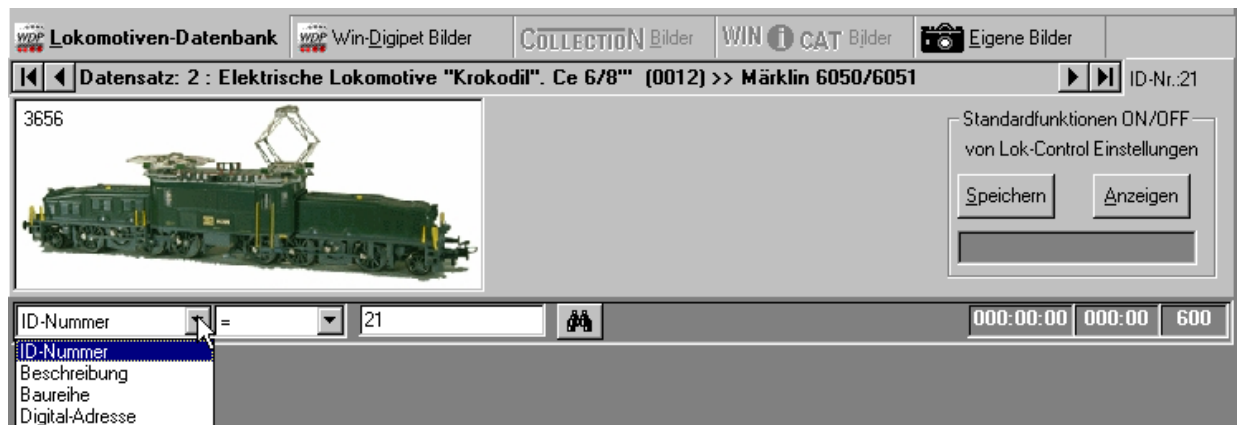 WDP Lokomotiven-Datenbank WDP Win-Digipet Bilder COLLECTION Bilder WIN i CAT Bilder Eigene Bilder
Datensatz: 2 : Elektrische Lokomotive "Krokodil". Ce 6/8''' (0012) >> Märklin 6050/6051 ID-Nr.:21
3656
Standardfunktionen ON/OFF
von Lok-Control Einstellungen
Speichern Anzeigen
ID-Nummer = 21 000:00:00 000:00 600
ID-Nummer
Beschreibung
Baureihe
Digital-Adresse